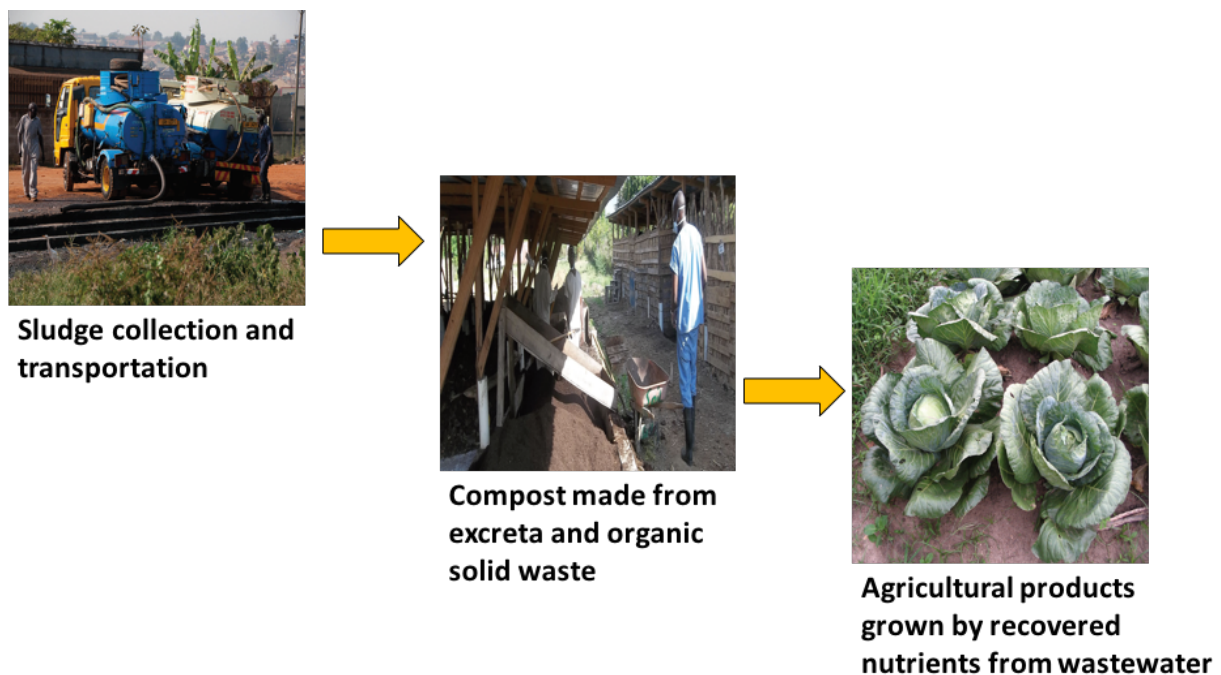 Sludge collection and
transportation
Compost made from
excreta and organic
solid waste
Agricultural products
grown by recovered
nutrients from wastewater